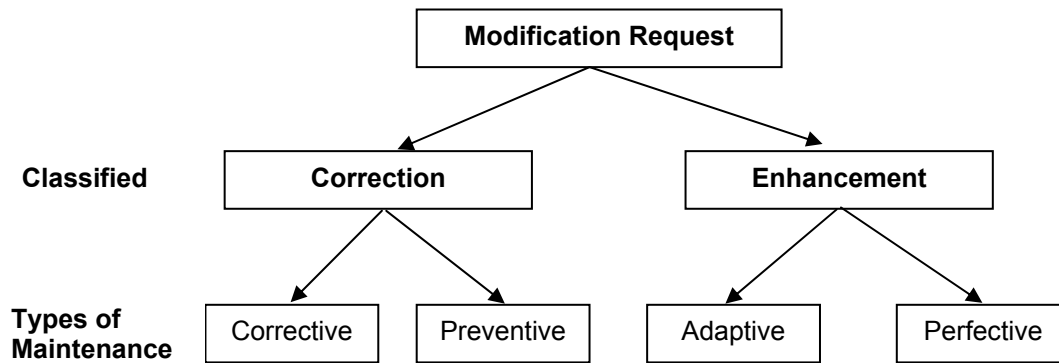 Modification Request
Classified
Correction
Enhancement
Types of
Maintenance
Corrective
Preventive
Adaptive
Perfective